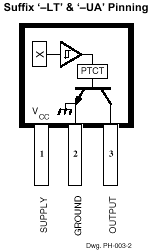 Suffix ‘–LT’ & ‘–UA’ Pinning
X
PTCT
VCC
1 2 3
SUPPLY GROUND OUTPUT
Dwg. PH-003-2